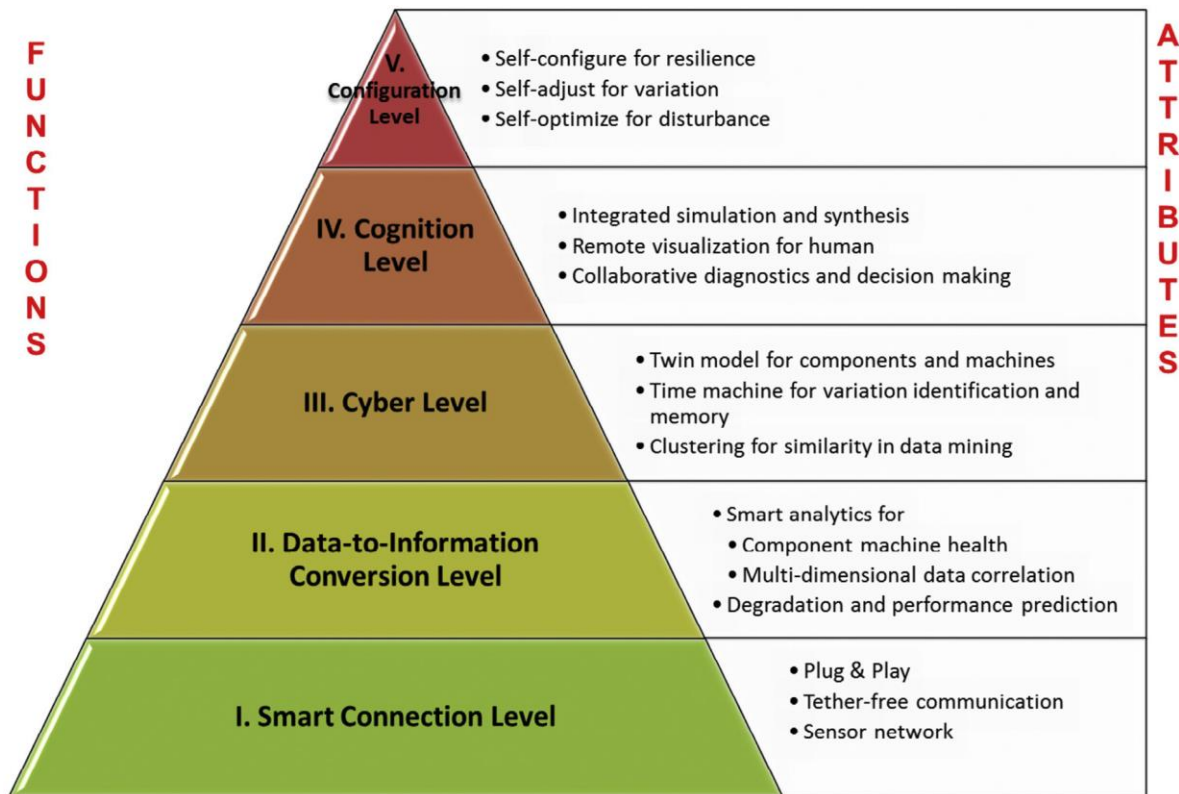 FUNCTIONS
ATTRIBUTES
V.
Configuration
Level
• Self-configure for resilience
• Self-adjust for variation
• Self-optimize for disturbance
IV. Cognition
Level
• Integrated simulation and synthesis
• Remote visualization for human
• Collaborative diagnostics and decision making
III. Cyber Level
• Twin model for components and machines
• Time machine for variation identification and
memory
• Clustering for similarity in data mining
II. Data-to-Information
Conversion Level
• Smart analytics for
• Component machine health
• Multi-dimensional data correlation
• Degradation and performance prediction
I. Smart Connection Level
• Plug & Play
• Tether-free communication
• Sensor network